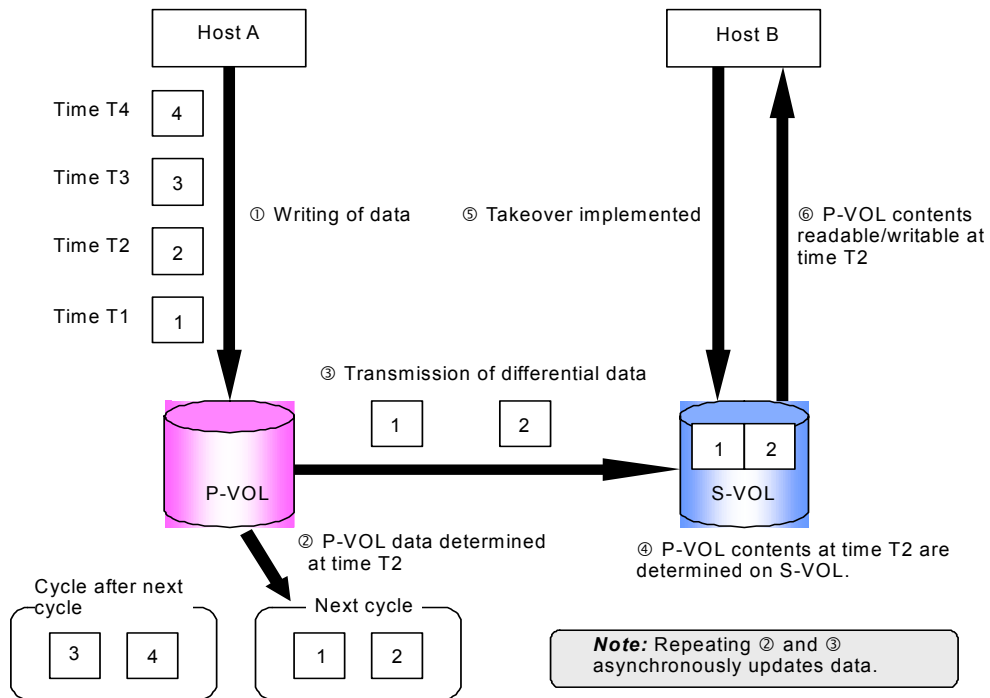 Host A
Host B
Time T4
4
Time T3
3
Time T2
2
Time T1
1
① Writing of data
⑤ Takeover implemented
⑥ P-VOL contents
readable/writable at
time T2
③ Transmission of differential data
1
2
P-VOL
1
2
S-VOL
② P-VOL data determined
at time T2
④ P-VOL contents at time T2 are
determined on S-VOL.
Cycle after next
cycle
3
4
Next cycle
1
2
Note: Repeating ② and ③
asynchronously updates data.